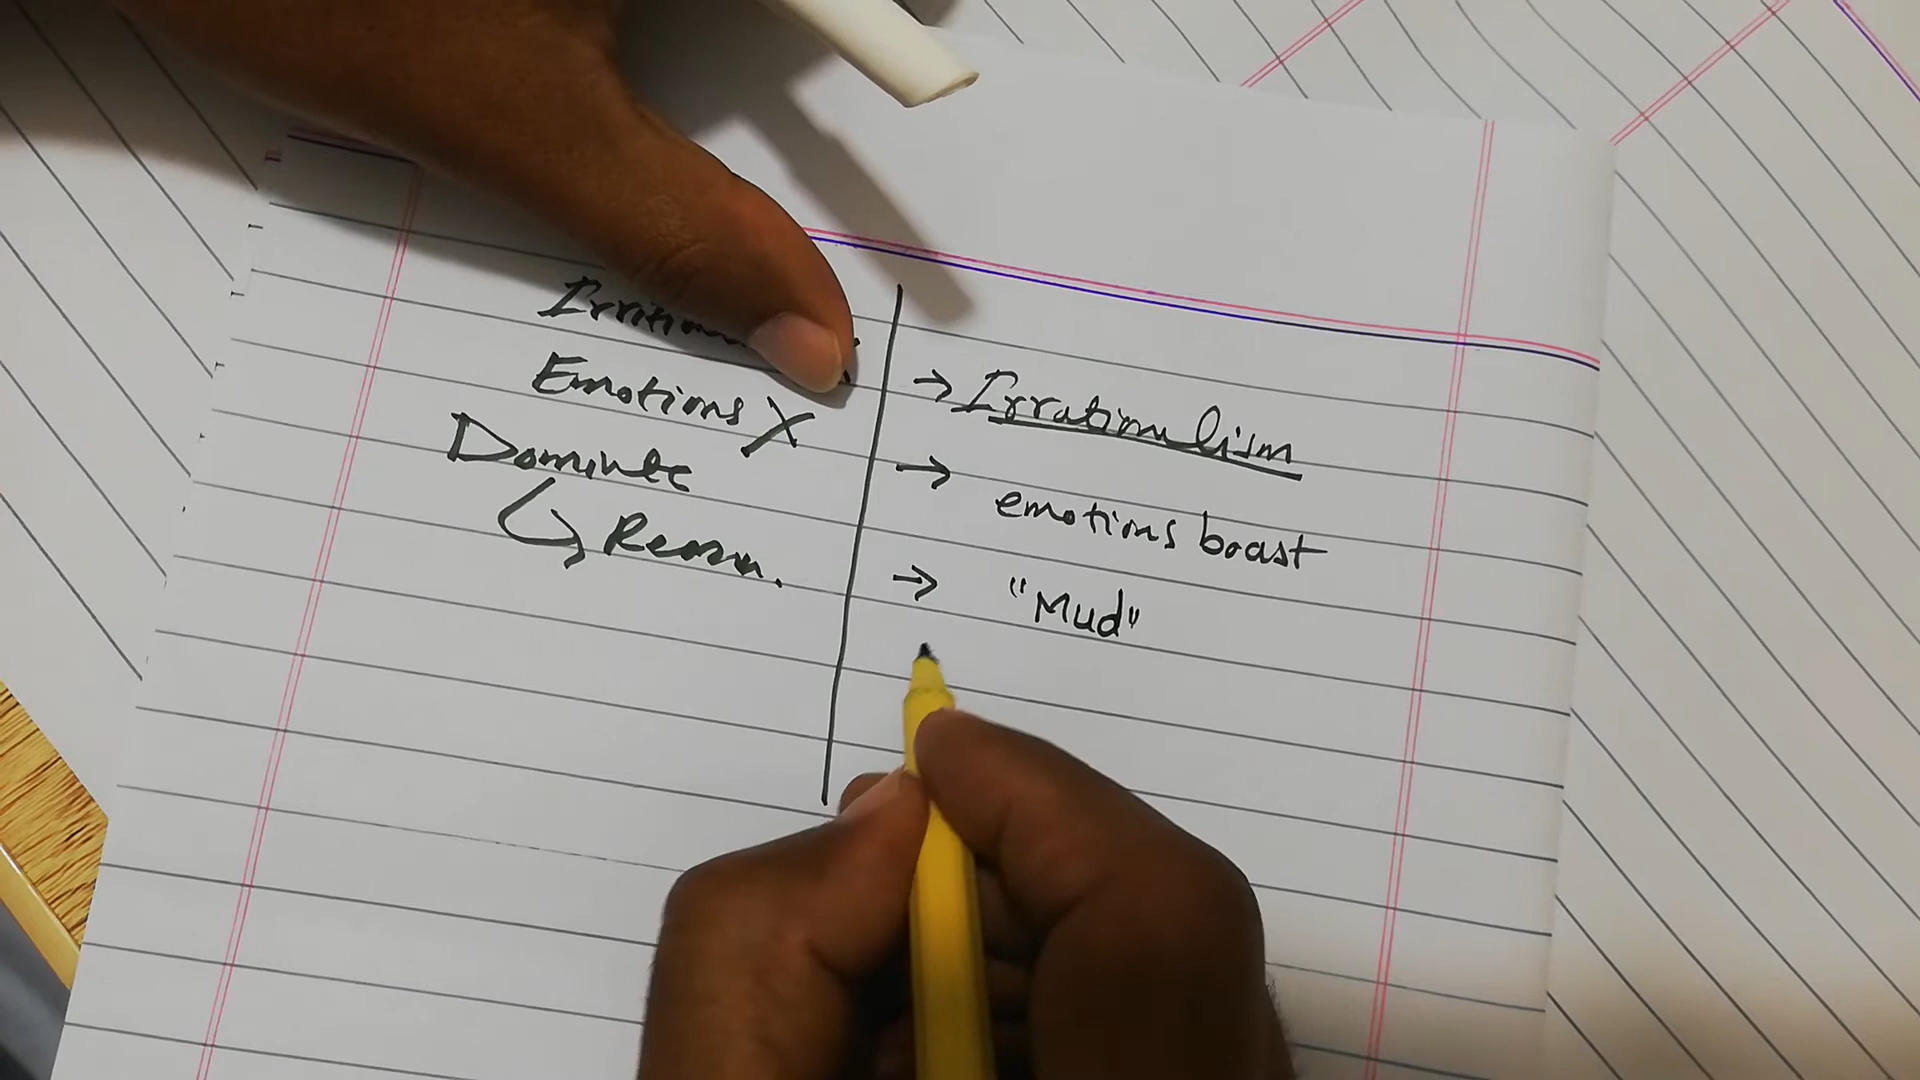 Emotions X
Dominate
↳ Reason.
→ Irrationalism
→ emotions boast
→ "Mud"